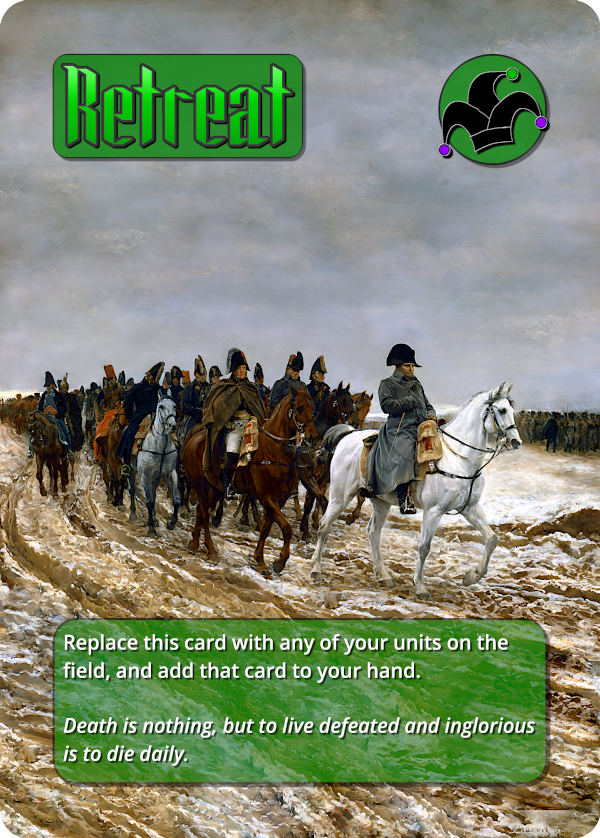 Retreat
Replace this card with any of your units on the
field, and add that card to your hand.
Death is nothing, but to live defeated and inglorious
is to die daily.